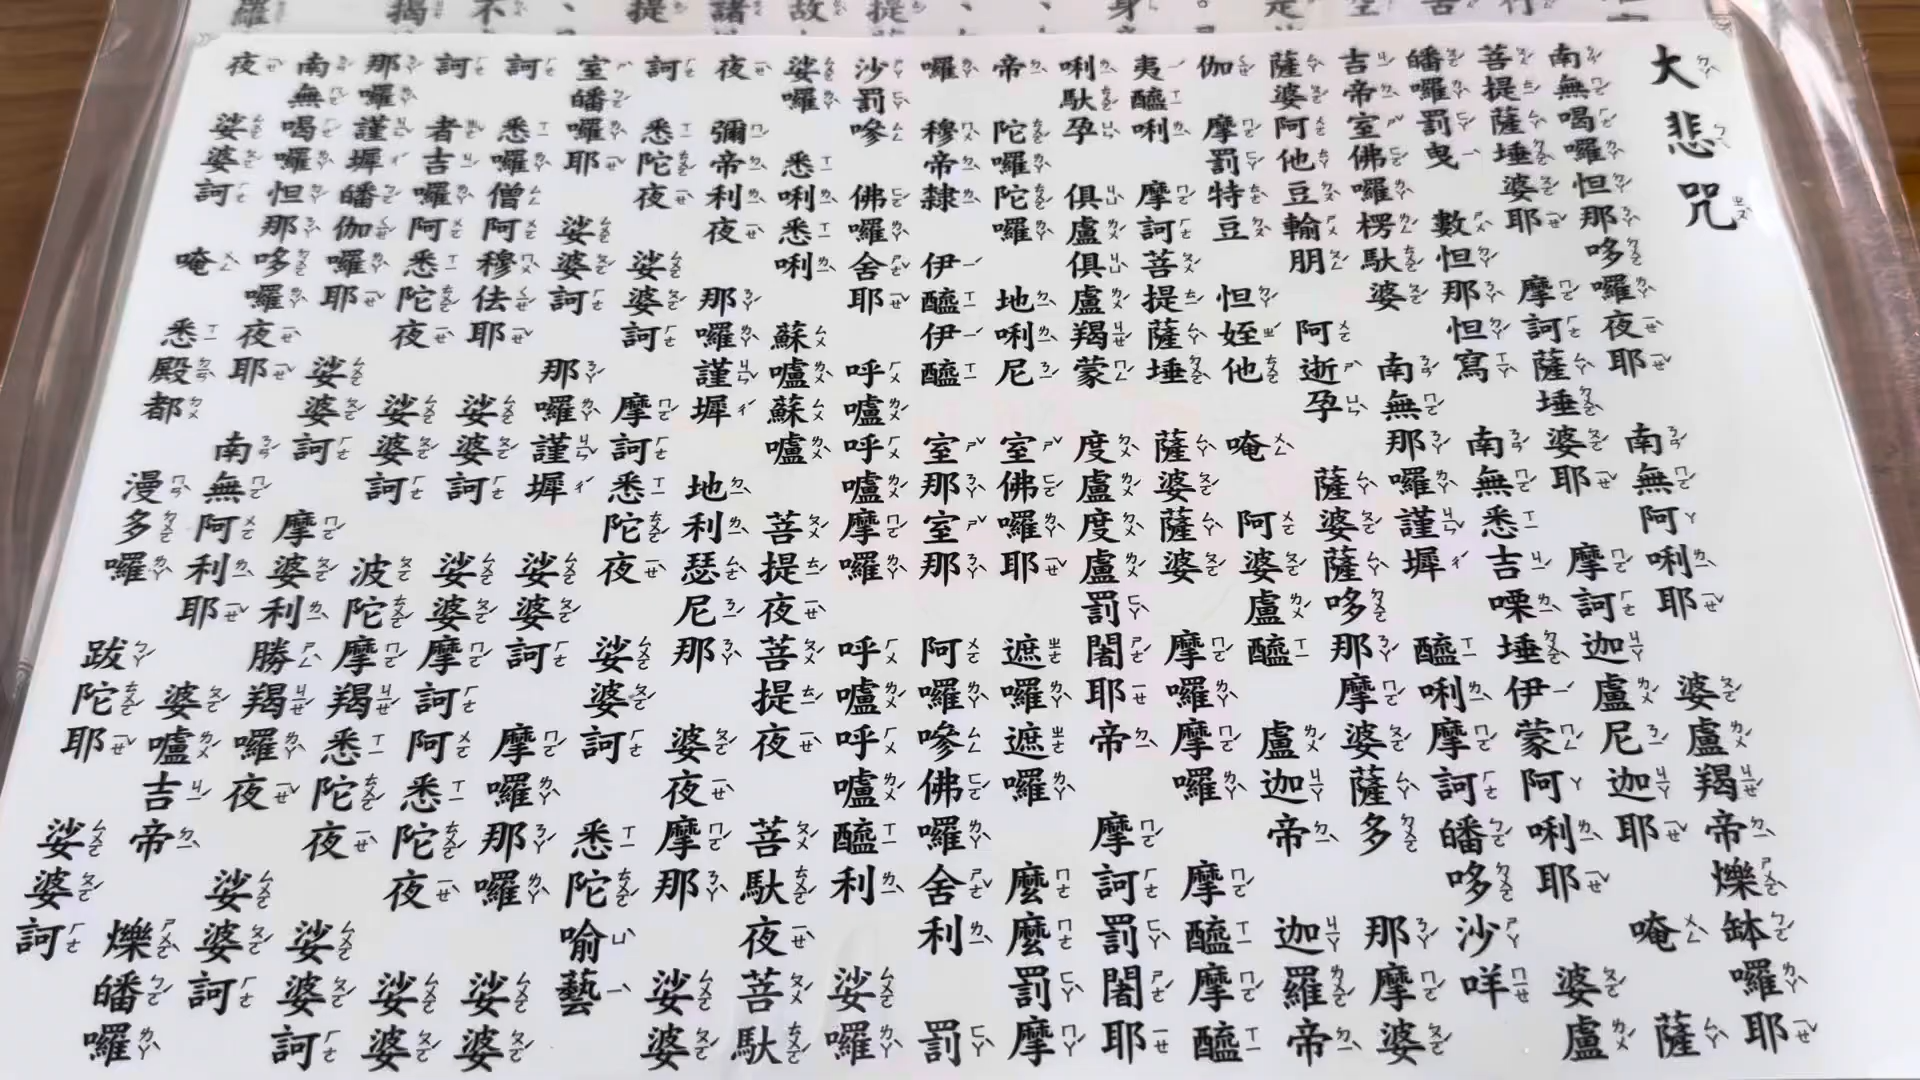 大悲咒
南無喝囉怛那哆囉夜耶 南無阿唎耶 婆盧羯帝爍缽囉耶
菩提薩埵婆耶 摩訶薩埵婆耶 摩訶迦盧尼迦耶 唵 薩
皤囉罰曳 數怛那怛寫 南無悉吉㗚埵伊蒙阿唎耶 婆盧
吉帝室佛囉楞馱婆 南無那囉謹墀 醯唎摩訶皤哆沙咩
薩婆阿他豆輸朋 阿逝孕 薩婆薩哆那摩婆薩多 那摩婆
伽 摩罰特豆 怛姪他 唵 阿婆盧醯 盧迦帝 迦羅帝
夷醯唎 摩訶菩提薩埵 薩婆薩婆 摩囉摩囉 摩醯摩醯
唎馱孕 俱盧俱盧羯蒙 度盧度盧罰闍耶帝 摩訶罰闍耶
帝 陀囉陀囉 地唎尼 室佛囉耶 遮囉遮囉 麼麼罰摩
囉 穆帝隸 伊醯伊醯 室那室那 阿囉嘇佛囉舍利 罰
沙罰嘇 佛囉舍耶 呼嚧呼嚧摩囉 呼嚧呼嚧醯利 娑囉
娑囉 悉唎悉唎 蘇嚧蘇嚧 菩提夜 菩提夜 菩馱夜 菩馱
夜 彌帝利夜 那囉謹墀 地利瑟尼那 婆夜摩那 娑婆
訶 悉陀夜 娑婆訶 摩訶悉陀夜 娑婆訶 悉陀喻藝
室皤囉耶 娑婆訶 那囉謹墀 娑婆訶 摩囉那囉 娑婆
訶 悉囉僧阿穆佉耶 娑婆訶 娑婆摩訶阿悉陀夜 娑婆
訶 者吉囉阿悉陀夜 娑婆訶 波陀摩羯悉陀夜 娑婆訶
那囉謹墀皤伽囉耶 娑婆訶 摩婆利勝羯囉夜 娑婆訶
南無喝囉怛那哆囉夜耶 南無阿利耶 婆嚧吉帝 爍皤囉
夜 娑婆訶 唵 悉殿都 漫多囉 跋陀耶 娑婆訶